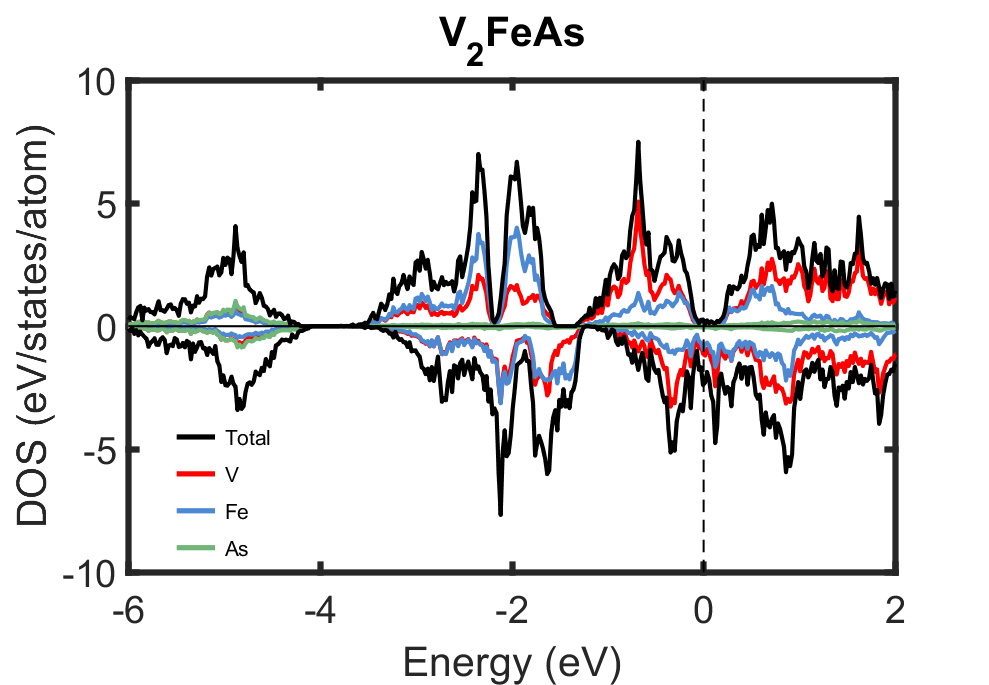 V₂FeAs
DOS (eV/states/atom)
10
5
0
-5
-10
Total
V
Fe
As
-6
-4
-2
0
2
Energy (eV)